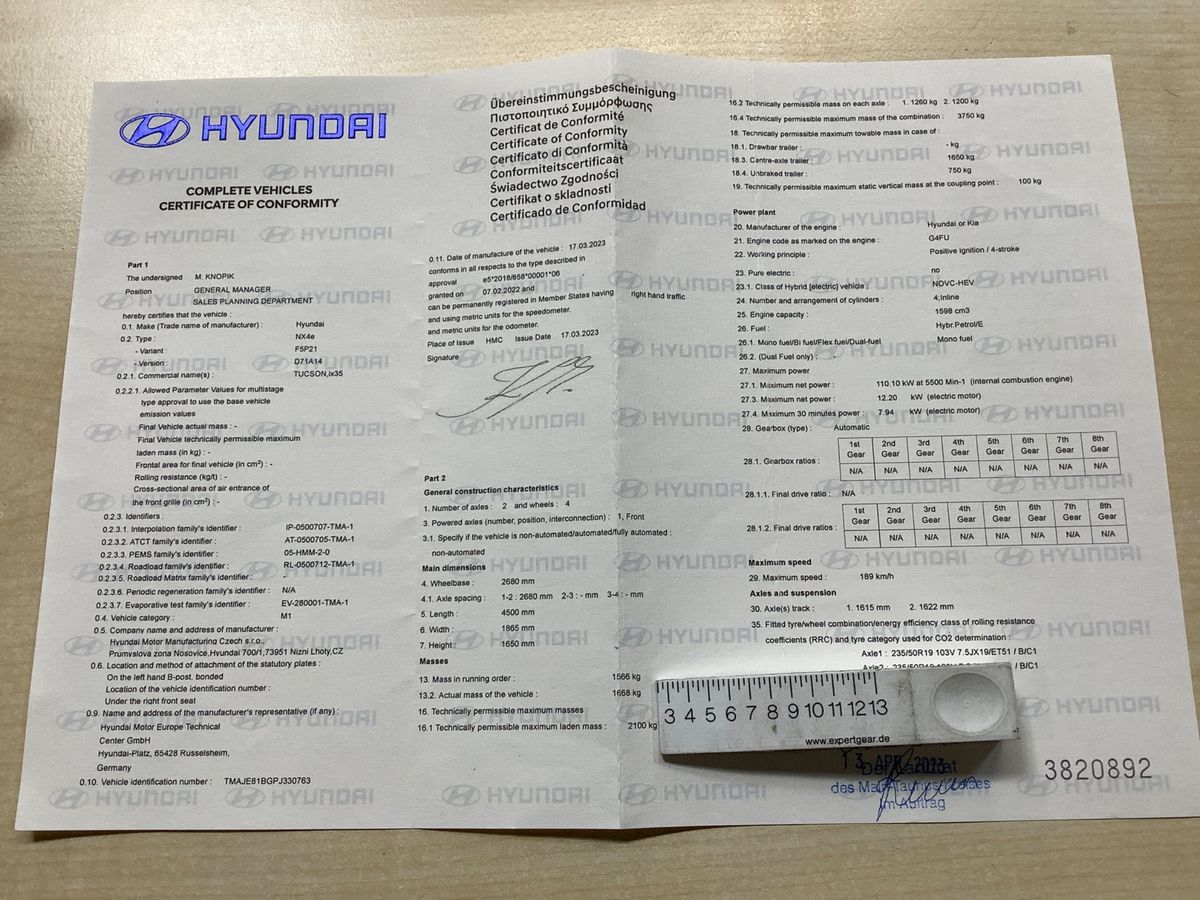 HYUNDAI
COMPLETE VEHICLES
CERTIFICATE OF CONFORMITY
Part 1
The undersigned M. KNOPIK
Position GENERAL MANAGER
SALES PLANNING DEPARTMENT
hereby certifies that the vehicle :
0.1. Make (Trade name of manufacturer) : Hyundai
0.2. Type : NX4e
- Variant : F5P21
- Version : D71A14
0.2.1. Commercial name(s) : TUCSON,ix35
0.2.2.1. Allowed Parameter Values for multistage
type approval to use the base vehicle
emission values
Final Vehicle actual mass : -
Final Vehicle technically permissible maximum
laden mass (in kg) : -
Frontal area for final vehicle (in cm²) : -
Rolling resistance (kg/t) : -
Cross-sectional area of air entrance of
the front grille (in cm²) : -
0.2.3. Identifiers :
0.2.3.1. Interpolation family's identifier : IP-0500707-TMA-1
0.2.3.2. ATCT family's identifier : AT-0500705-TMA-1
0.2.3.3. PEMS family's identifier : 05-HMM-2-0
0.2.3.4. Roadload family's identifier : RL-0500712-TMA-1
0.2.3.5. Roadload Matrix family's identifier : -
0.2.3.6. Periodic regeneration family's identifier : N/A
0.2.3.7. Evaporative test family's identifier : EV-280001-TMA-1
0.4. Vehicle category : M1
0.5. Company name and address of manufacturer :
Hyundai Motor Manufacturing Czech s.r.o.,
Prumyslova zona Nosovice,Hyundai 700/1,73951 Nizni Lhoty,CZ
0.6. Location and method of attachment of the statutory plates :
On the left hand B-post, bonded
Location of the vehicle identification number :
Under the right front seat
0.9. Name and address of the manufacturer's representative (if any) :
Hyundai Motor Europe Technical
Center GmbH
Hyundai-Platz, 65428 Russelsheim,
Germany
0.10. Vehicle identification number : TMAJE81BGPJ330763
Übereinstimmungsbescheinigung
Πιστοποιητικό Συμμόρφωσης
Certificat de Conformité
Certificate of Conformity
Certificato di Conformità
Conformiteitscertificaat
Świadectwo Zgodności
Certifikat o skladnosti
Certificado de Conformidad
0.11. Date of manufacture of the vehicle : 17.03.2023
conforms in all respects to the type described in
approval e5*2018/858*00001*06
granted on 07.02.2022 and
can be permanently registered in Member States having right hand traffic
and using metric units for the speedometer.
and metric units for the odometer.
Place of Issue HMC Issue Date 17.03.2023
Signature
Part 2
General construction characteristics
1. Number of axles : 2 and wheels : 4
3. Powered axles (number, position, interconnection) : 1, Front
3.1. Specify if the vehicle is non-automated/automated/fully automated :
non-automated
Main dimensions
4. Wheelbase : 2680 mm
4.1. Axle spacing : 1-2 : 2680 mm 2-3 : - mm 3-4 : - mm
5. Length : 4500 mm
6. Width : 1865 mm
7. Height : 1650 mm
Masses
13. Mass in running order : 1566 kg
13.2. Actual mass of the vehicle : 1668 kg
16. Technically permissible maximum masses
16.1 Technically permissible maximum laden mass : 2100 kg
16.2 Technically permissible mass on each axle : 1. 1260 kg 2. 1200 kg
16.4 Technically permissible maximum mass of the combination : 3750 kg
18. Technically permissible maximum towable mass in case of :
18.1. Drawbar trailer : - kg
18.3. Centre-axle trailer : 1650 kg
18.4. Unbraked trailer : 750 kg
19. Technically permissible maximum static vertical mass at the coupling point : 100 kg
Power plant
20. Manufacturer of the engine : Hyundai or Kia
21. Engine code as marked on the engine : G4FU
22. Working principle : Positive ignition / 4-stroke
23. Pure electric : no
23.1. Class of Hybrid [electric] vehicle : NOVC-HEV
24. Number and arrangement of cylinders : 4;Inline
25. Engine capacity : 1598 cm3
26. Fuel : Hybr.Petrol/E
26.1. Mono fuel/Bi fuel/Flex fuel/Dual-fuel Mono fuel
26.2. (Dual Fuel only) : -
27. Maximum power
27.1. Maximum net power : 110.10 kW at 5500 Min-1 (internal combustion engine)
27.3. Maximum net power : 12.20 kW (electric motor)
27.4. Maximum 30 minutes power : 7.94 kW (electric motor)
28. Gearbox (type) : Automatic
1st Gear 2nd Gear 3rd Gear 4th Gear 5th Gear 6th Gear 7th Gear 8th Gear
28.1. Gearbox ratios : N/A N/A N/A N/A N/A N/A N/A N/A
28.1.1. Final drive ratio : N/A
1st Gear 2nd Gear 3rd Gear 4th Gear 5th Gear 6th Gear 7th Gear 8th Gear
28.1.2. Final drive ratios : N/A N/A N/A N/A N/A N/A N/A N/A
Maximum speed
29. Maximum speed : 189 km/h
Axles and suspension
30. Axle(s) track : 1. 1615 mm 2. 1622 mm
35. Fitted tyre/wheel combination/energy efficiency class of rolling resistance
coefficients (RRC) and tyre category used for CO2 determination :
Axle1 : 235/50R19 103V 7.5JX19/ET51 / B/C1
/ B/C1
3 4 5 6 7 8 9 10 11 12 13
www.expertgear.de
13. APR. 2023
Der Landrat
des Main-Taunus-Kreises
Im Auftrag
3820892